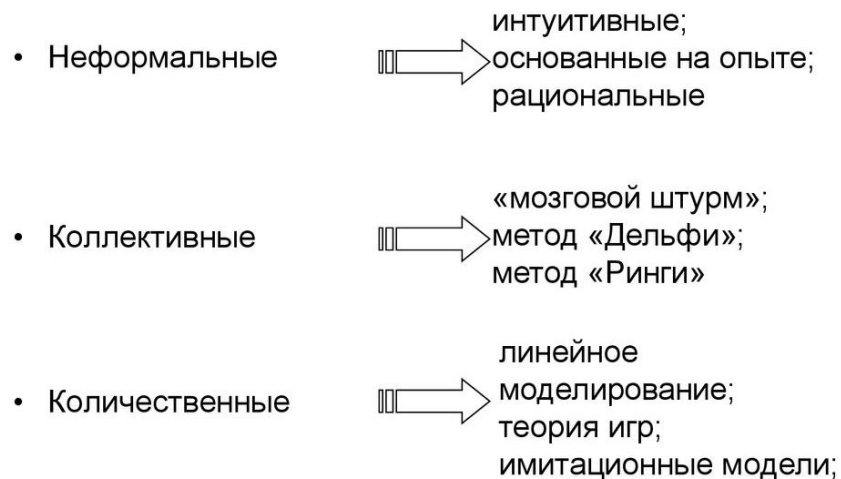 • Неформальные
интуитивные;
основанные на опыте;
рациональные
• Коллективные
«мозговой штурм»;
метод «Дельфи»;
метод «Ринги»
• Количественные
линейное
моделирование;
теория игр;
имитационные модели;